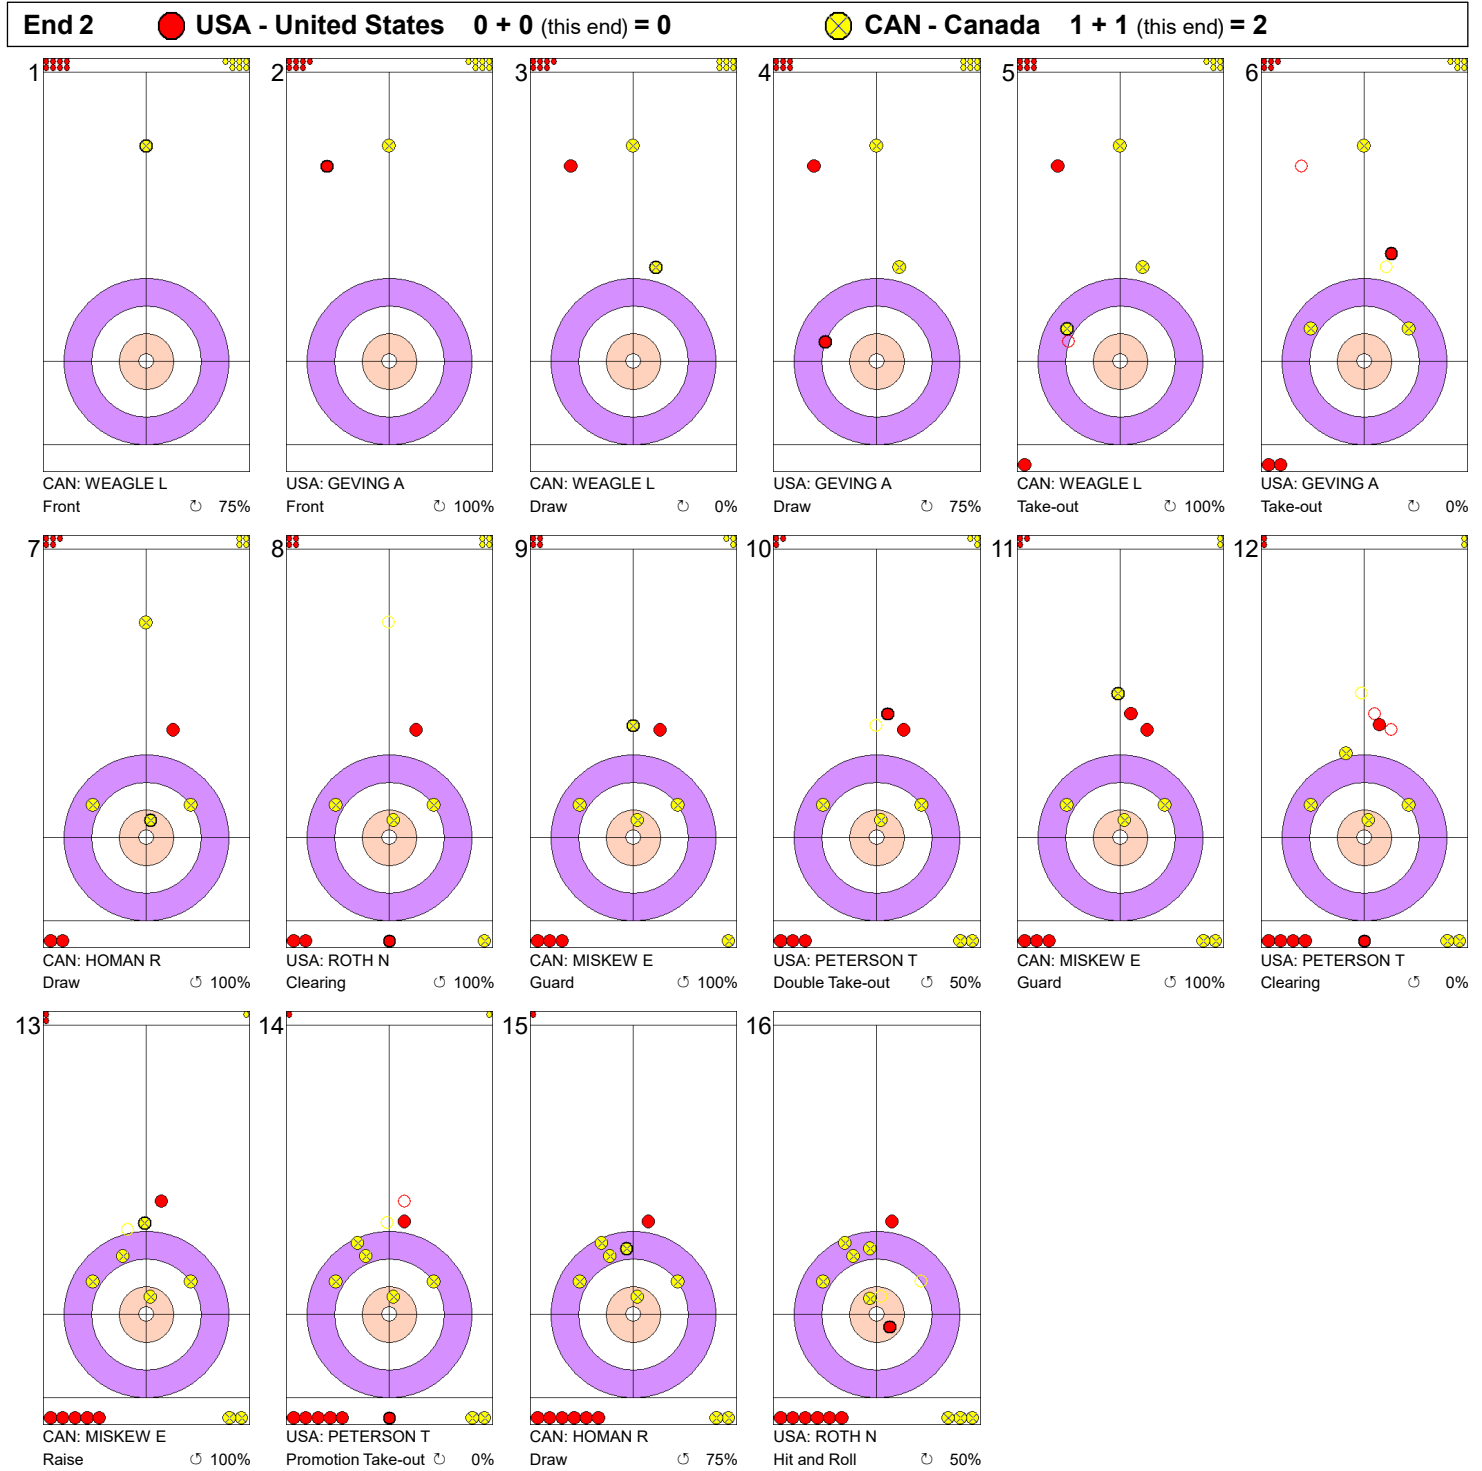 End 2 USA - United States 0 + 0 (this end) = 0 CAN - Canada 1 + 1 (this end) = 2
1 2 3 4 5 6
CAN: WEAGLE L USA: GEVING A CAN: WEAGLE L USA: GEVING A CAN: WEAGLE L USA: GEVING A
Front ↻ 75% Front ↻ 100% Draw ↻ 0% Draw ↻ 75% Take-out ↻ 100% Take-out ↻ 0%
7 8 9 10 11 12
CAN: HOMAN R USA: ROTH N CAN: MISKEW E USA: PETERSON T CAN: MISKEW E USA: PETERSON T
Draw ↺ 100% Clearing ↺ 100% Guard ↺ 100% Double Take-out ↺ 50% Guard ↺ 100% Clearing ↺ 0%
13 14 15 16
CAN: MISKEW E USA: PETERSON T CAN: HOMAN R USA: ROTH N
Raise ↺ 100% Promotion Take-out ↻ 0% Draw ↻ 75% Hit and Roll ↻ 50%